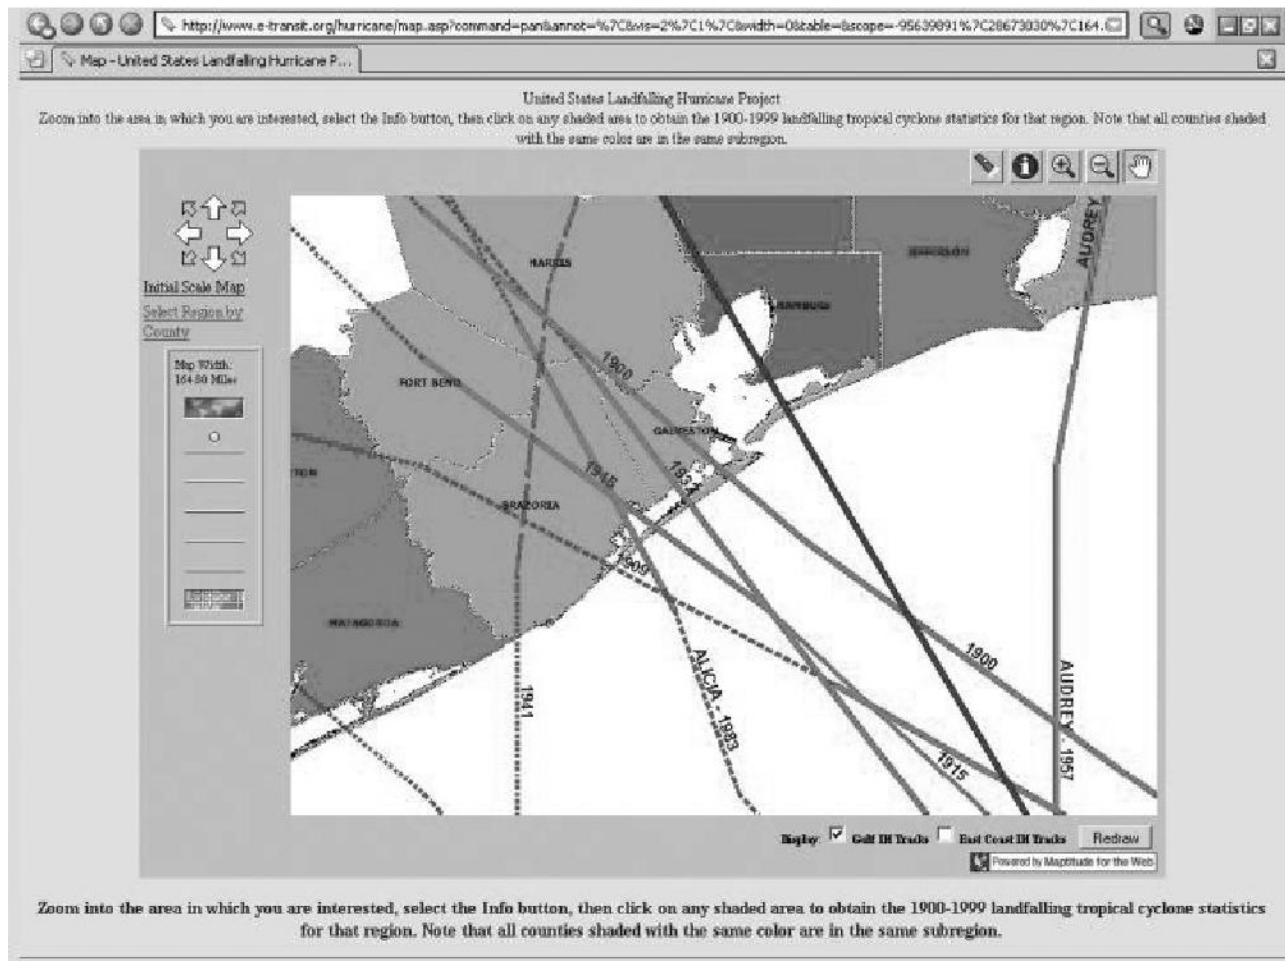 http://www.e-transit.org/hurricane/map.asp?command=pan&annot=%7C&vis=2%7C1%7C&width=0&table=&scope=-95639891%7C28673030%7C164.
Map - United States Landfalling Hurricane P...
United States Landfalling Hurricane Project
Zoom into the area in which you are interested, select the Info button, then click on any shaded area to obtain the 1900-1999 landfalling tropical cyclone statistics for that region. Note that all counties shaded
with the same color are in the same subregion.
Initial Scale Map
Select Region by
County
Map Width:
164.80 Miles
AUDREY
HARRIS
JEFFERSON
CHAMBERS
1900
FORT BEND
GALVESTON
1915
BRAZORIA
1909
MATAGORDA
1941
ALICIA - 1983
1900
1915
AUDREY - 1957
Display: Gulf IH Tracks East Coast IH Tracks Redraw
Powered by Maptitude for the Web
Zoom into the area in which you are interested, select the Info button, then click on any shaded area to obtain the 1900-1999 landfalling tropical cyclone statistics
for that region. Note that all counties shaded with the same color are in the same subregion.